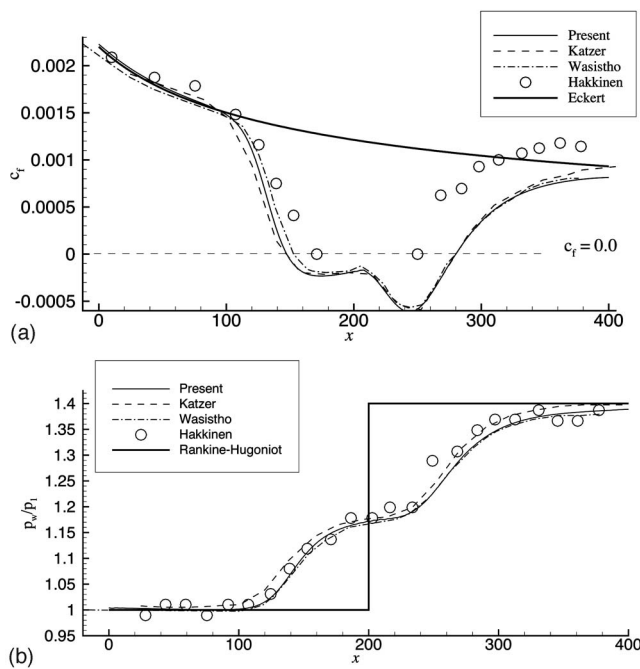 Present
Katzer
Wasistho
Hakkinen
Eckert
0.002
0.0015
0.001
0.0005
0
-0.0005
c_f
c_f = 0.0
0 100 200 300 400
x
(a)
Present
Katzer
Wasistho
Hakkinen
Rankine-Hugoniot
1.4
1.35
1.3
1.25
1.2
1.15
1.1
1.05
1
0.95
p_w/p_1
0 100 200 300 400
x
(b)